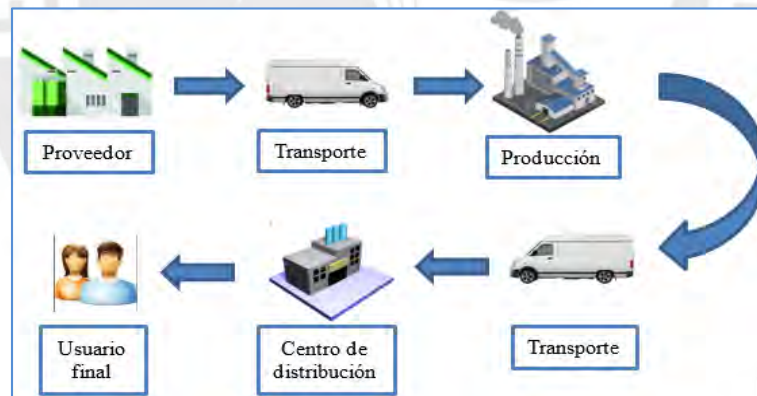 Proveedor
Transporte
Producción
Usuario
final
Centro de
distribución
Transporte